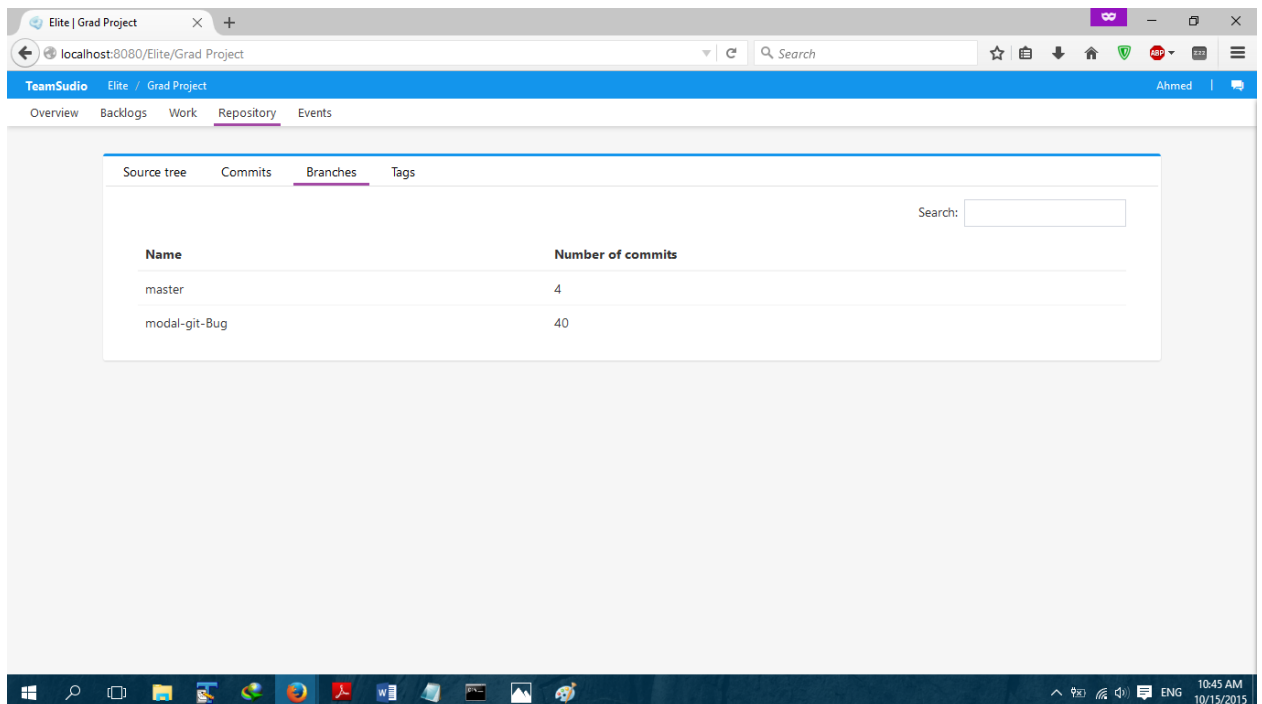 Elite | Grad Project
localhost:8080/Elite/Grad Project
Search
ABP
zzz
TeamSudio Elite / Grad Project Ahmed |
Overview Backlogs Work Repository Events
Source tree Commits Branches Tags
Search:
Name Number of commits
master 4
modal-git-Bug 40
ENG 10:45 AM
10/15/2015